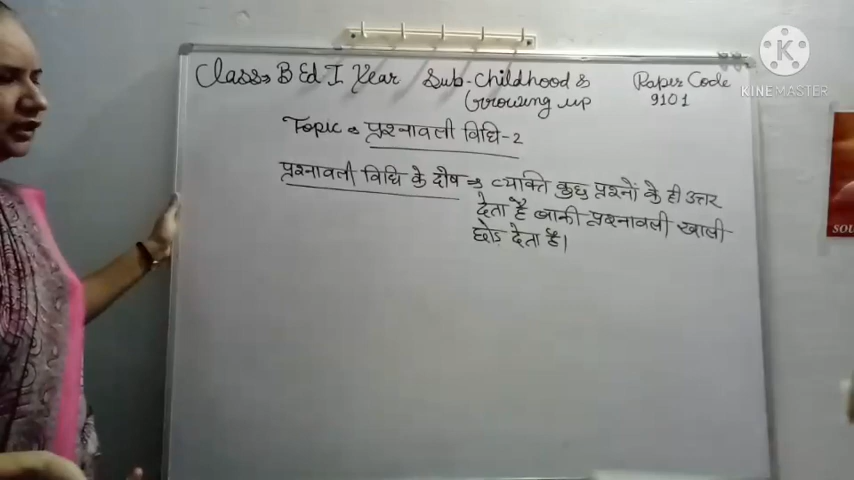 Class:- B Ed I Year Sub-Childhood & Growing up Paper Code 9101
Topic :- प्रश्नावली विधि-2
प्रश्नावली विधि के दोष :- व्यक्ति कुछ प्रश्नों के ही उत्तर
देता है बाकी प्रश्नावली खाली
छोड़ देता है।
KINEMASTER
SOU